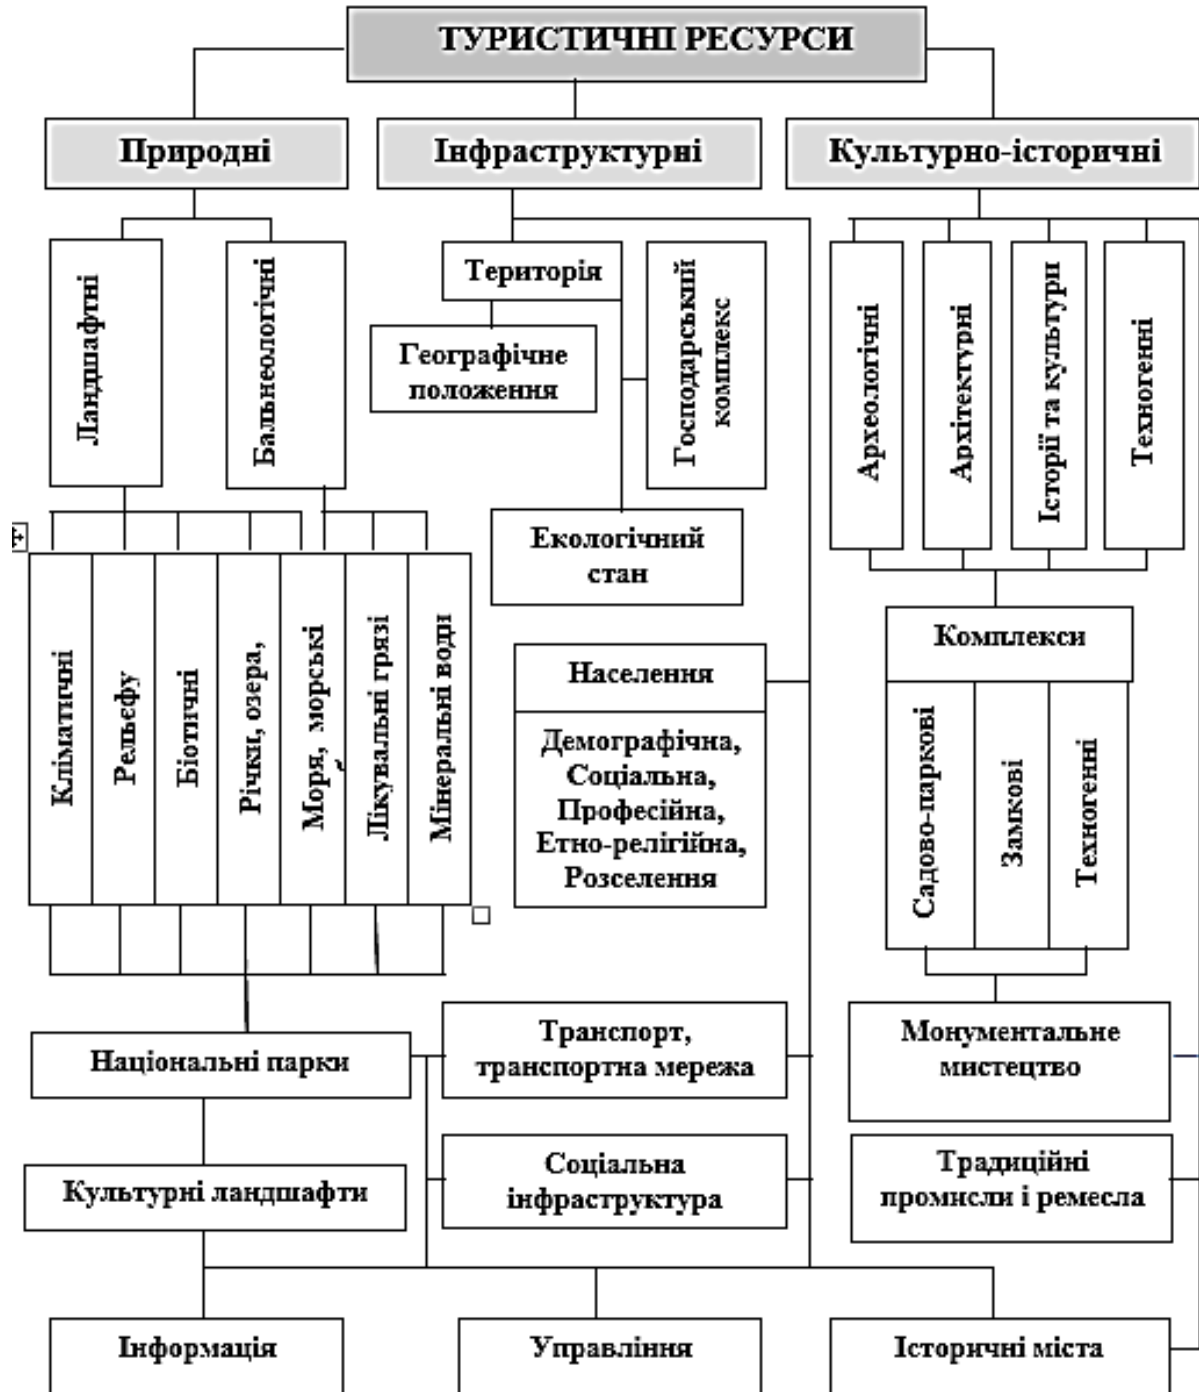 ТУРИСТИЧНІ РЕСУРСИ
Природні
Інфраструктурні
Культурно-історичні
Ландшафтні
Бальнеологічні
Територія
Географічне
положення
Господарський
комплекс
Екологічний
стан
Археологічні
Архітектурні
Історії та культури
Техногенні
Кліматичні
Рельєфу
Біотичні
Річки, озера,
Моря, морські
Лікувальні грязі
Мінеральні води
Населення
Демографічна,
Соціальна,
Професійна,
Етно-релігійна,
Розселення
Комплекси
Садово-паркові
Замкові
Техногенні
Національні парки
Транспорт,
транспортна мережа
Монументальне
мистецтво
Культурні ландшафти
Соціальна
інфраструктура
Традиційні
промисли і ремесла
Інформація
Управління
Історичні міста